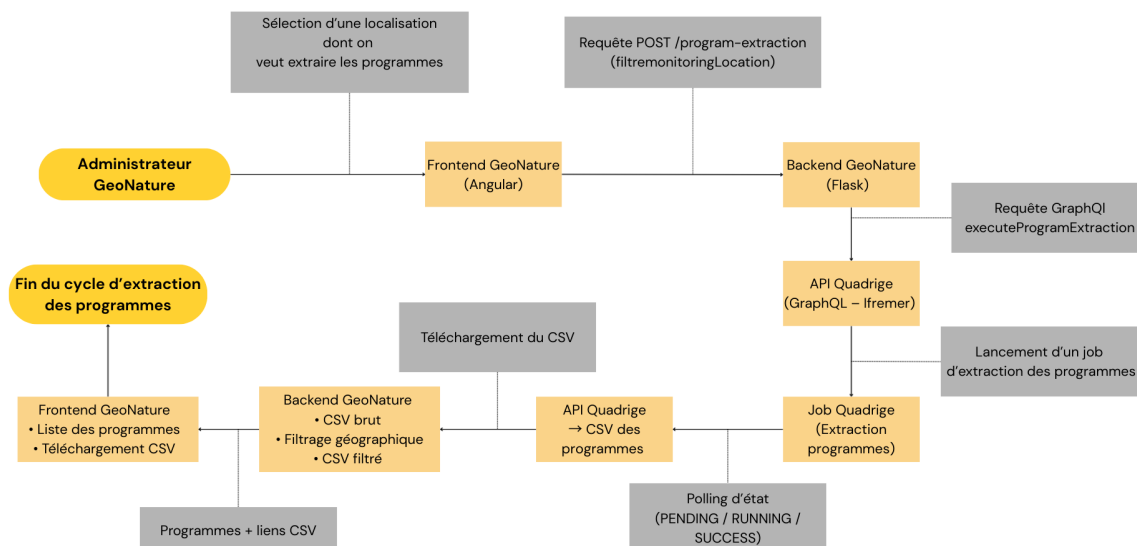 Sélection d’une localisation
dont on
veut extraire les programmes
Requête POST /program-extraction
(filtremonitoringLocation)
Administrateur
GeoNature
Frontend GeoNature
(Angular)
Backend GeoNature
(Flask)
Requête GraphQl
executeProgramExtraction
Fin du cycle d’extraction
des programmes
API Quadrige
(GraphQL – Ifremer)
Téléchargement du CSV
Lancement d’un job
d’extraction des programmes
Frontend GeoNature
• Liste des programmes
• Téléchargement CSV
Backend GeoNature
• CSV brut
• Filtrage géographique
• CSV filtré
API Quadrige
→ CSV des
programmes
Job Quadrige
(Extraction
programmes)
Programmes + liens CSV
Polling d’état
(PENDING / RUNNING /
SUCCESS)